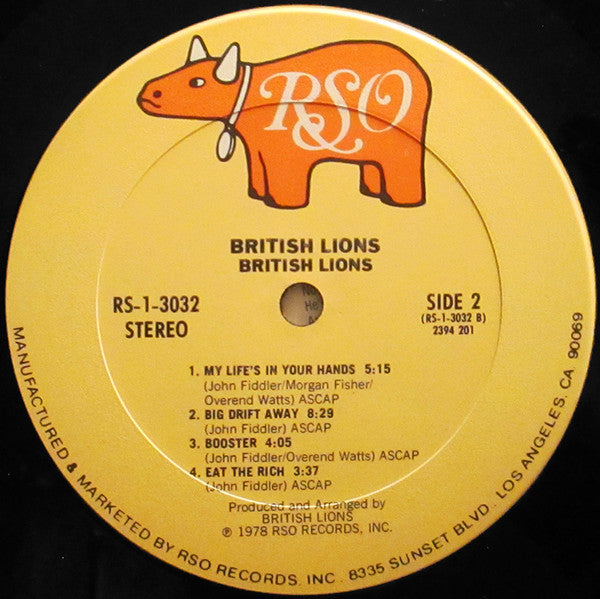 RSO
BRITISH LIONS
BRITISH LIONS
RS-1-3032
STEREO
SIDE 2
(RS-1-3032 B)
2394 201
1. MY LIFE'S IN YOUR HANDS 5:15
(John Fiddler/Morgan Fisher/
Overend Watts) ASCAP
2. BIG DRIFT AWAY 8:29
(John Fiddler) ASCAP
3. BOOSTER 4:05
(John Fiddler/Overend Watts) ASCAP
4. EAT THE RICH 3:37
(John Fiddler) ASCAP
Produced and Arranged by
BRITISH LIONS
℗ 1978 RSO RECORDS, INC.
MANUFACTURED & MARKETED BY RSO RECORDS, INC. 8335 SUNSET BLVD. LOS ANGELES, CA 90069